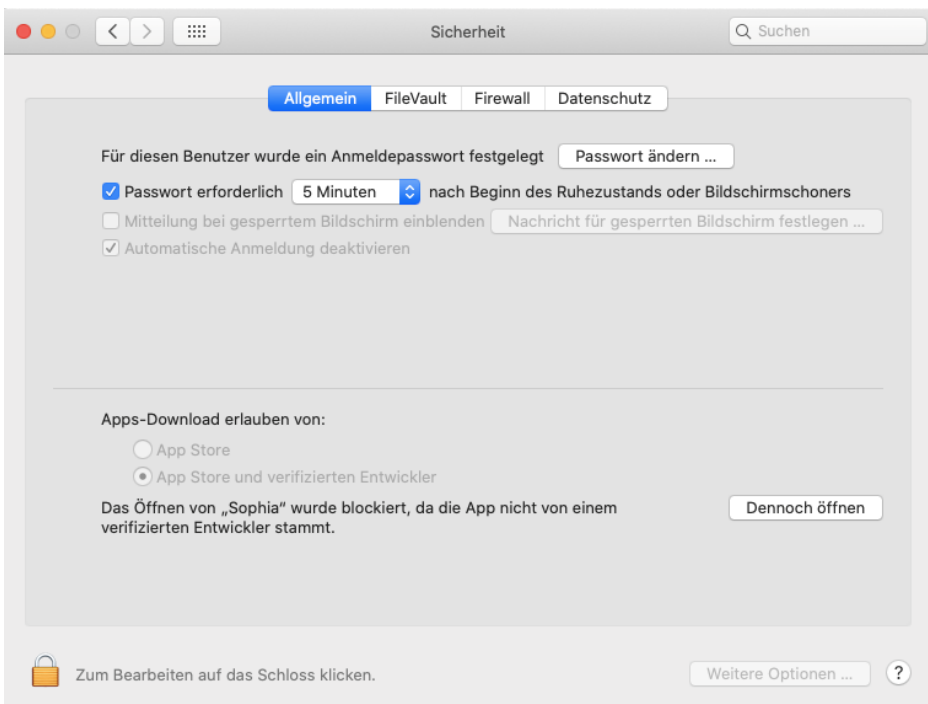 Sicherheit
Suchen
Allgemein FileVault Firewall Datenschutz
Für diesen Benutzer wurde ein Anmeldepasswort festgelegt Passwort ändern ...
Passwort erforderlich 5 Minuten nach Beginn des Ruhezustands oder Bildschirmschoners
Mitteilung bei gesperrtem Bildschirm einblenden Nachricht für gesperrten Bildschirm festlegen ...
Automatische Anmeldung deaktivieren
Apps-Download erlauben von:
App Store
App Store und verifizierten Entwickler
Das Öffnen von „Sophia“ wurde blockiert, da die App nicht von einem Dennoch öffnen
verifizierten Entwickler stammt.
Zum Bearbeiten auf das Schloss klicken. Weitere Optionen ... ?